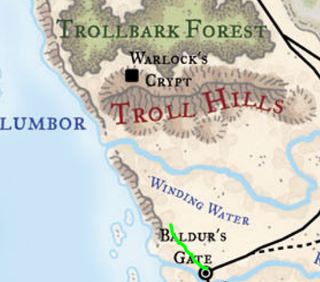 TROLLBARK FOREST
WARLOCK'S
CRYPT
TROLL HILLS
LUMBOR
WINDING WATER
BALDUR'S
GATE